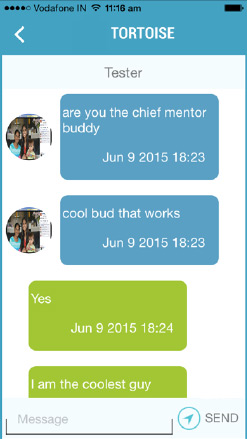 Vodafone IN 11:16 am
TORTOISE
Tester
are you the chief mentor
buddy
Jun 9 2015 18:23
cool bud that works
Jun 9 2015 18:23
Yes
Jun 9 2015 18:24
I am the coolest guy
Message SEND